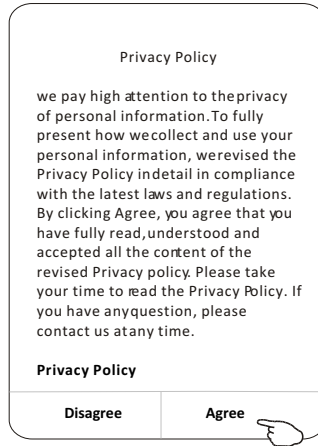 Privacy Policy
we pay high attention to theprivacy
of personal information.To fully
present how wecollect and use your
personal information, werevised the
Privacy Policy indetail in compliance
with the latest laws and regulations.
By clicking Agree, you agree that you
have fully read,understood and
accepted all the content of the
revised Privacy policy. Please take
your time to read the Privacy Policy. If
you have anyquestion, please
contact us atany time.
Privacy Policy
Disagree Agree